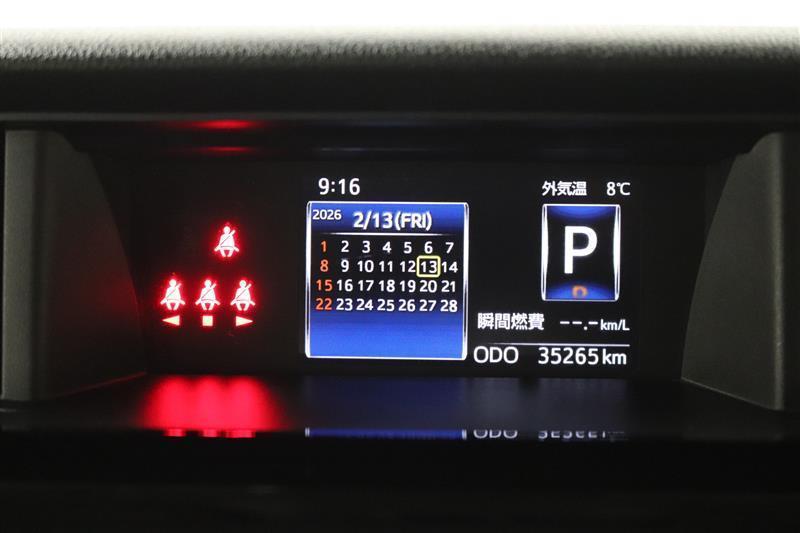 9:16
外気温 8℃
2026 2/13(FRI)
1 2 3 4 5 6 7
8 9 10 11 12 13 14
15 16 17 18 19 20 21
22 23 24 25 26 27 28
P
瞬間燃費 --.- km/L
ODO 35265 km